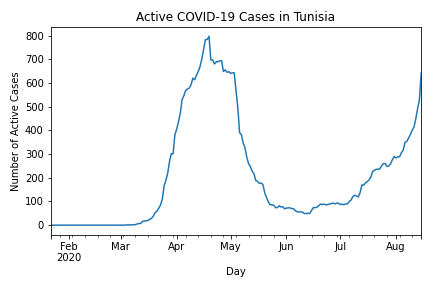 Active COVID-19 Cases in Tunisia
Number of Active Cases
800
700
600
500
400
300
200
100
0
Feb Mar Apr May Jun Jul Aug
2020
Day